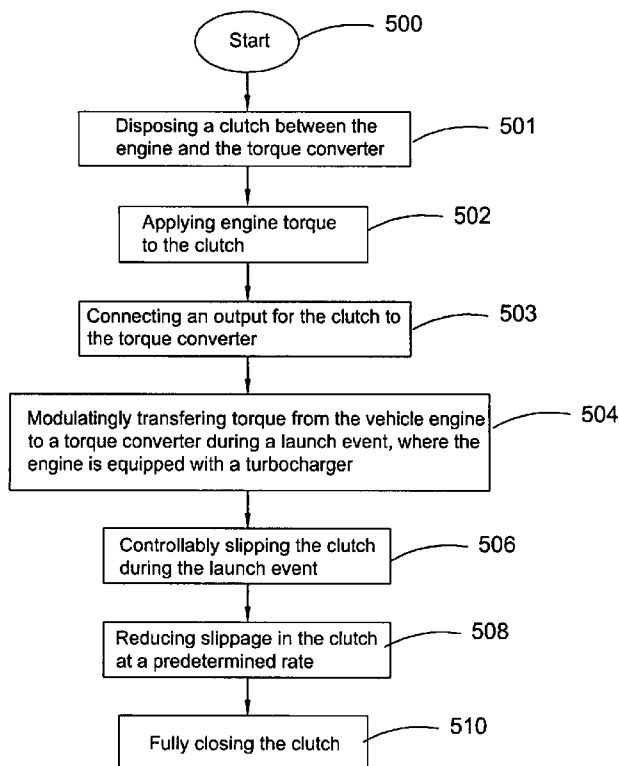 Start
500
Disposing a clutch between the
engine and the torque converter
501
Applying engine torque
to the clutch
502
Connecting an output for the clutch to
the torque converter
503
Modulatingly transfering torque from the vehicle engine
to a torque converter during a launch event, where the
engine is equipped with a turbocharger
504
Controllably slipping the clutch
during the launch event
506
Reducing slippage in the clutch
at a predetermined rate
508
Fully closing the clutch
510